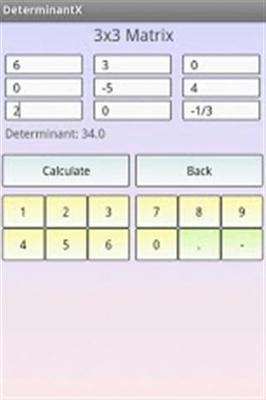 DeterminantX
3x3 Matrix
6 3 0
0 -5 4
2 0 -1/3
Determinant: 34.0
Calculate Back
1 2 3 7 8 9
4 5 6 0 . -